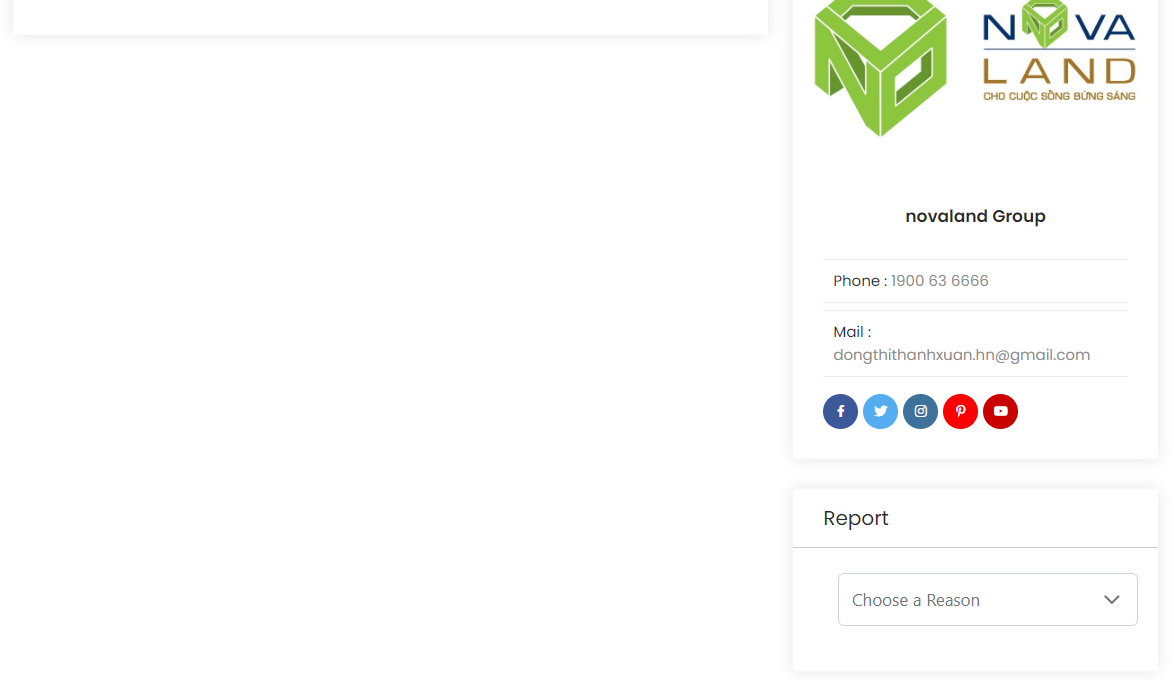 NOVA
LAND
CHO CUỘC SỐNG BỪNG SÁNG
novaland Group
Phone : 1900 63 6666
Mail :
dongthithanhxuan.hn@gmail.com
Report
Choose a Reason